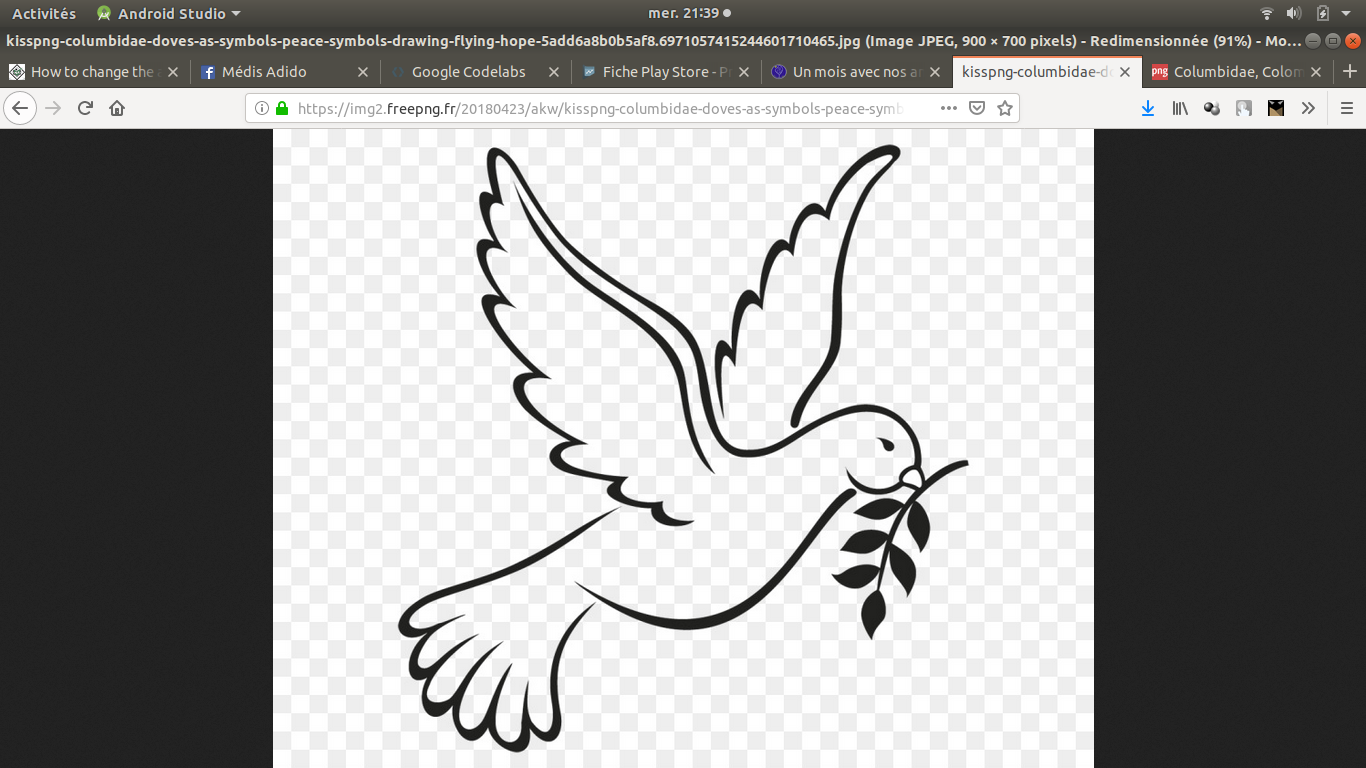 Activités Android Studio mer. 21:39
kisspng-columbidae-doves-as-symbols-peace-symbols-drawing-flying-hope-5add6a8b0b5af8.6971057415244601710465.jpg (Image JPEG, 900 × 700 pixels) - Redimensionnée (91%) - Mo…
How to change the Médis Adido Google Codelabs Fiche Play Store - Un mois avec nos kisspng-columbidae- png Columbidae, Colom
https://img2.freepng.fr/20180423/akw/kisspng-columbidae-doves-as-symbols-peace-symb